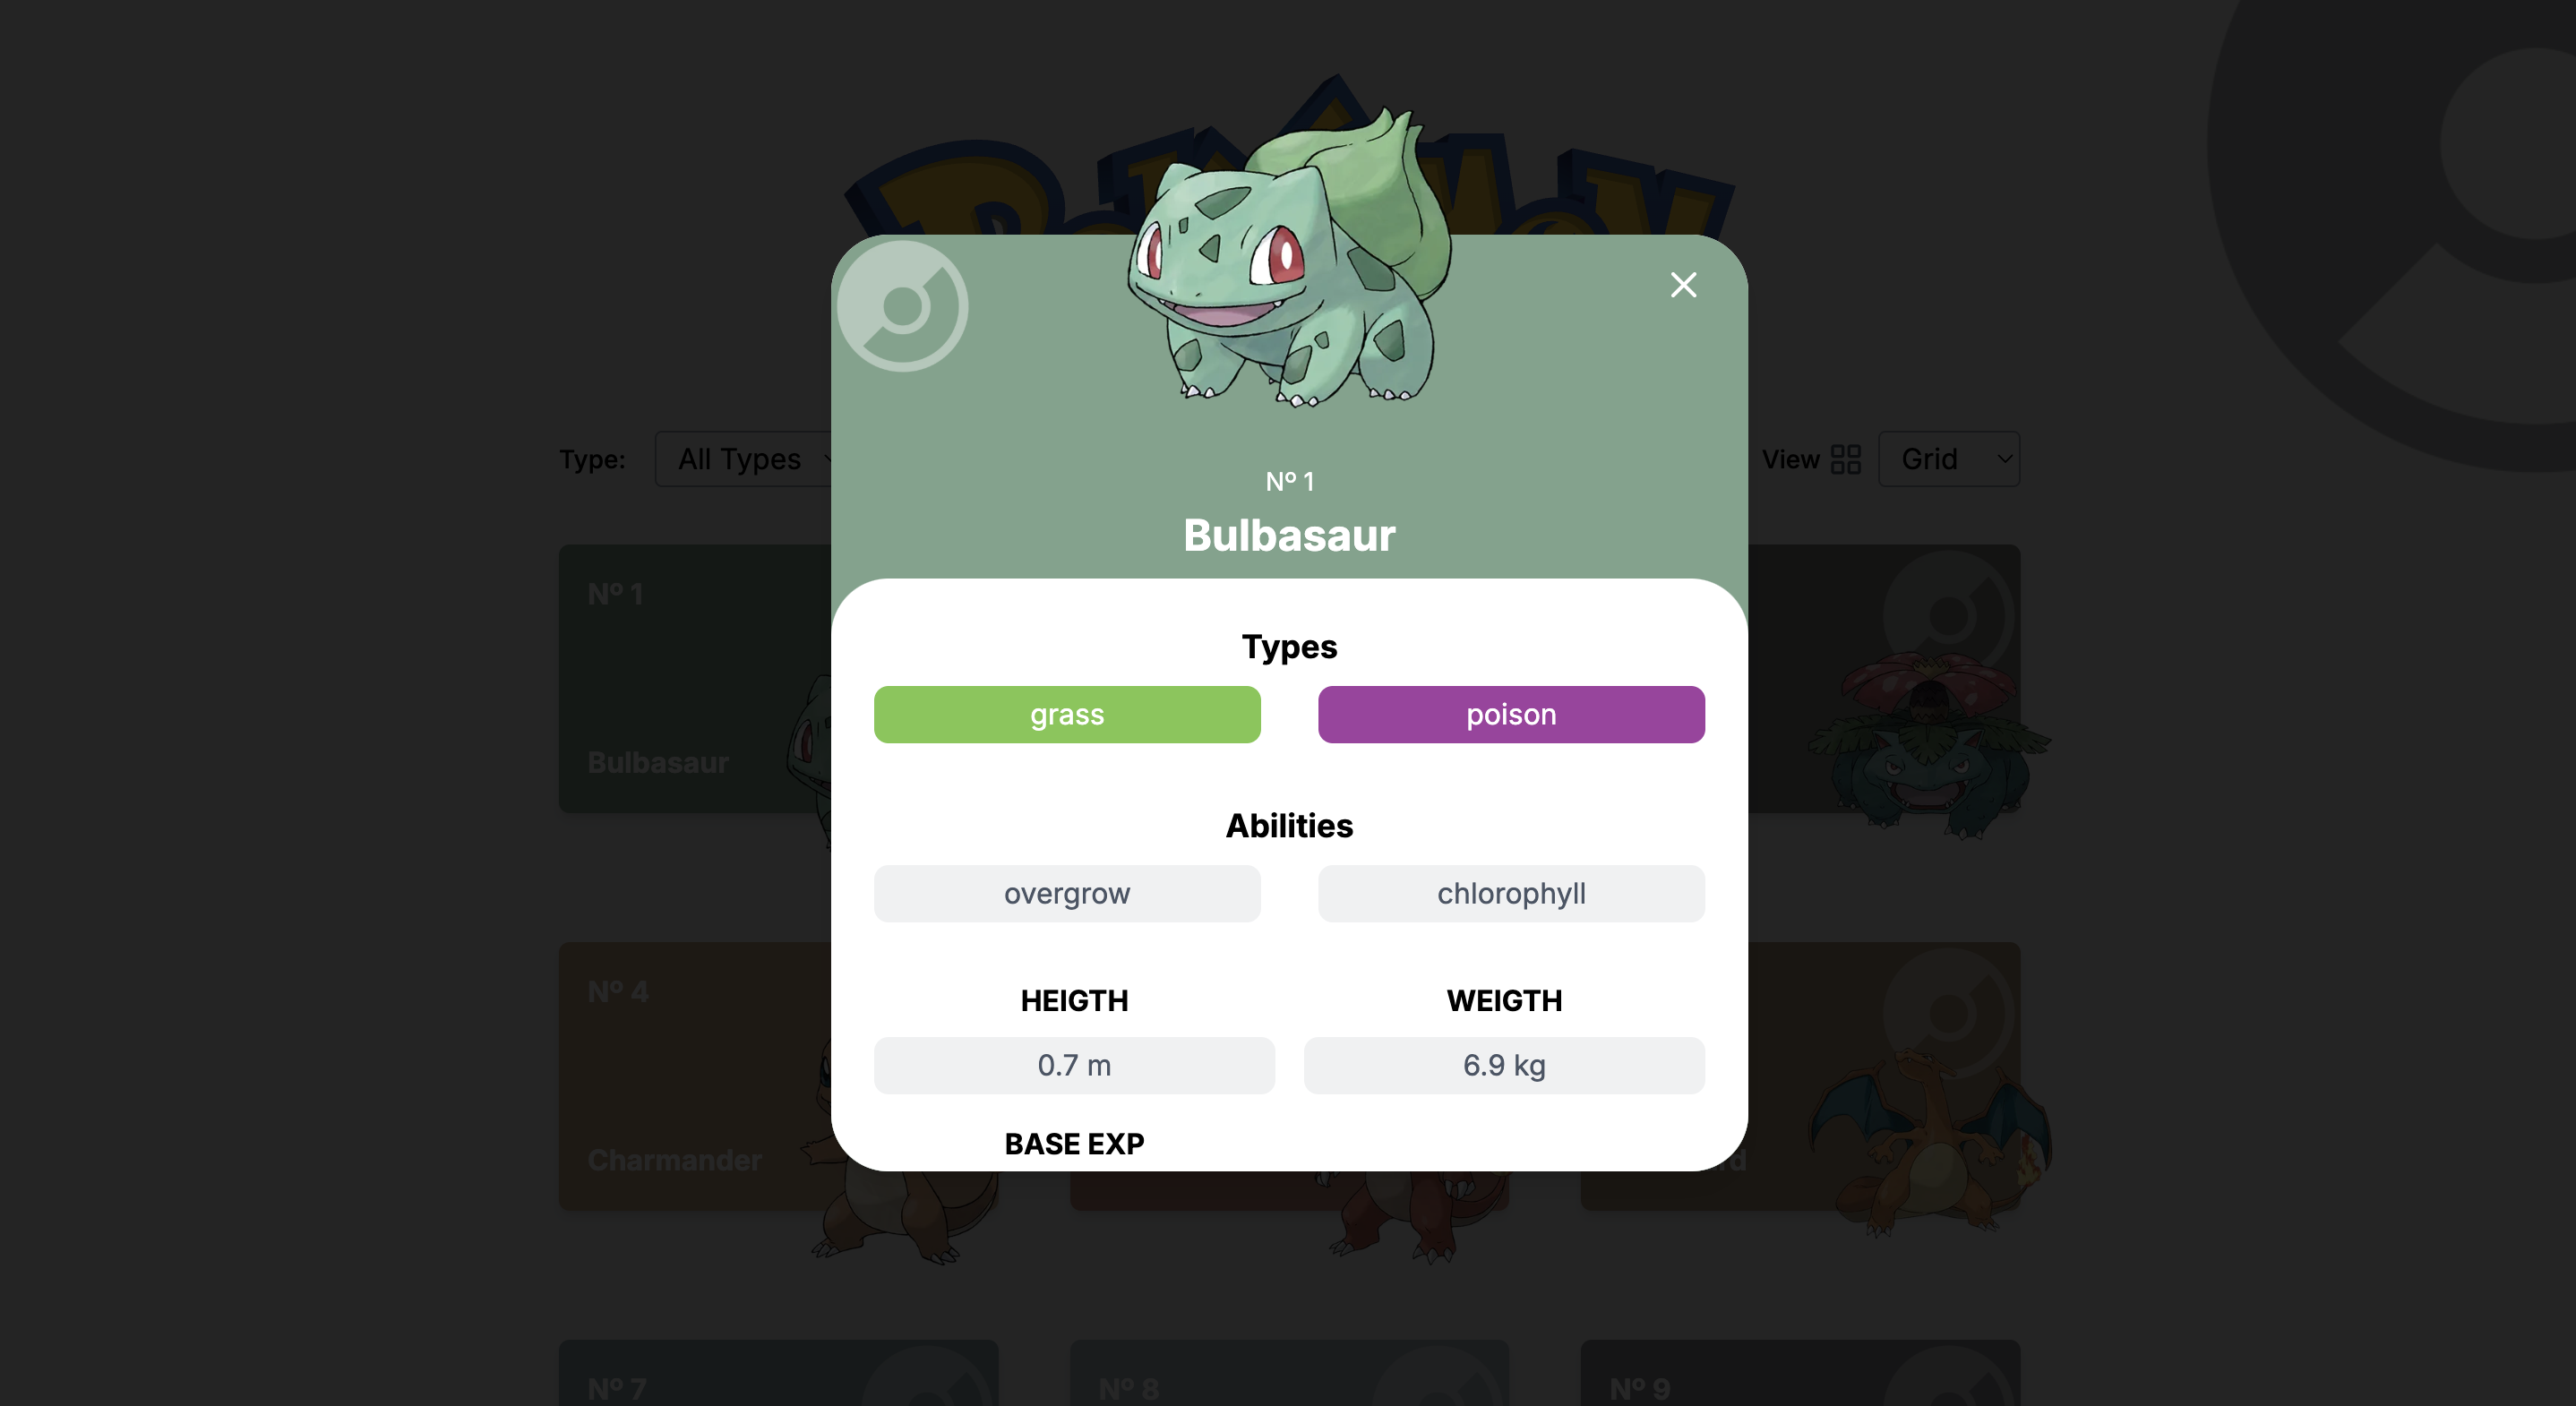 Type:
All Types
View
Grid
Nº 1
Bulbasaur
Types
grass
poison
Abilities
overgrow
chlorophyll
HEIGTH
WEIGTH
0.7 m
6.9 kg
BASE EXP
Nº 1
Bulbasaur
Nº 4
Charmander
Nº 7
Nº 8
Nº 9